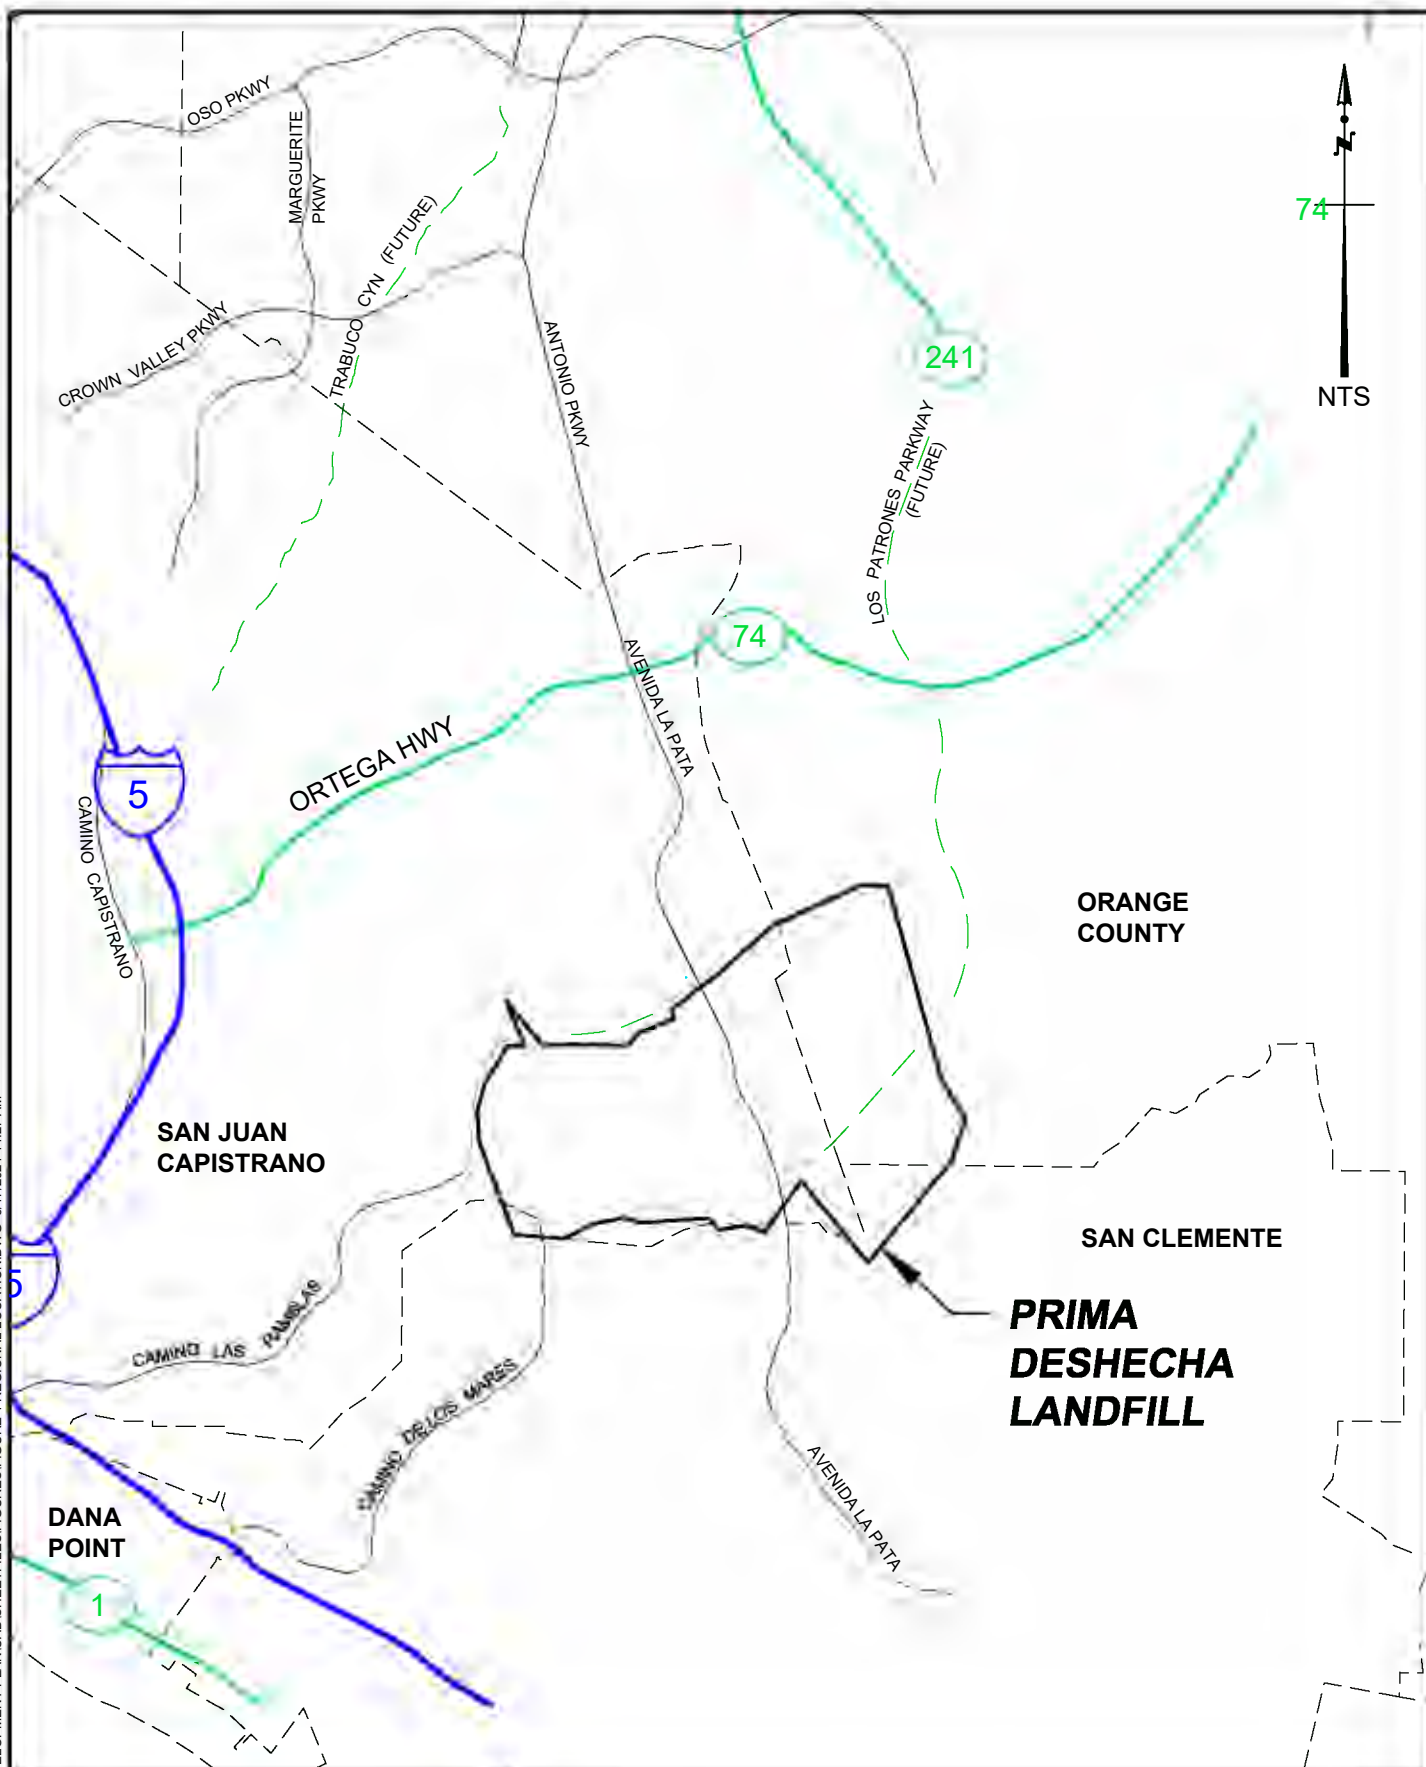 OSO PKWY
MARGUERITE
PKWY
TRABUCO CYN (FUTURE)
CROWN VALLEY PKWY
ANTONIO PKWY
N
74
NTS
241
LOS PATRONES PARKWAY
(FUTURE)
74
AVENIDA LA PATA
ORTEGA HWY
5
CAMINO CAPISTRANO
ORANGE
COUNTY
SAN JUAN
CAPISTRANO
SAN CLEMENTE
5
PRIMA
DESHECHA
LANDFILL
CAMINO LAS RAMBLAS
CAMINO DE LOS MARES
AVENIDA LA PATA
DANA
POINT
1